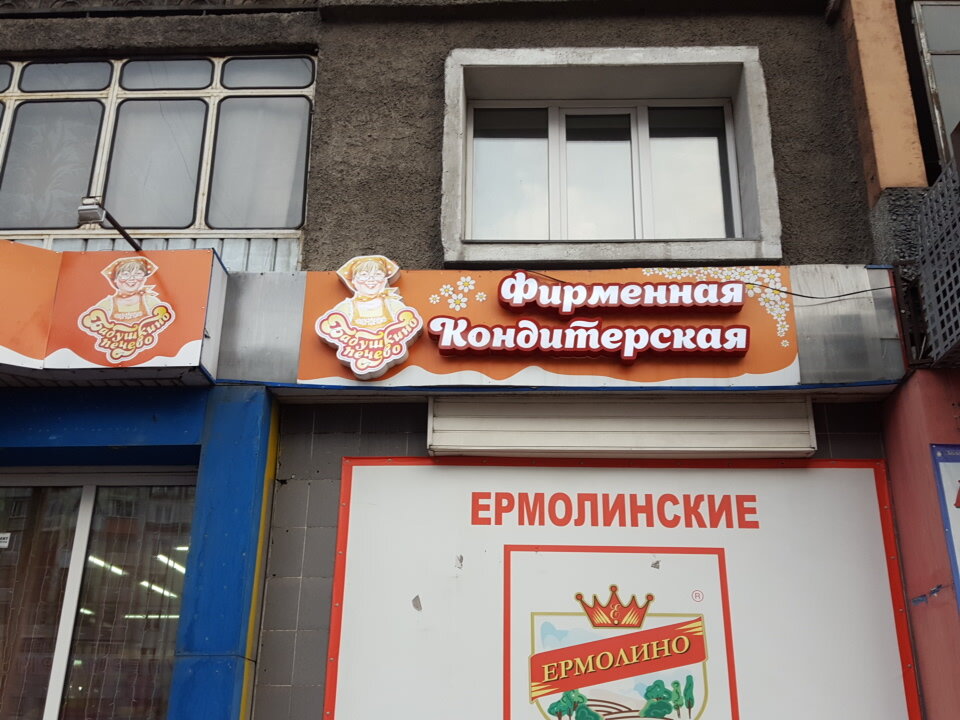 Бабушкино
печево
Бабушкино
печево
Фирменная
Кондитерская
ЕРМОЛИНСКИЕ
Е
®
ЕРМОЛИНО